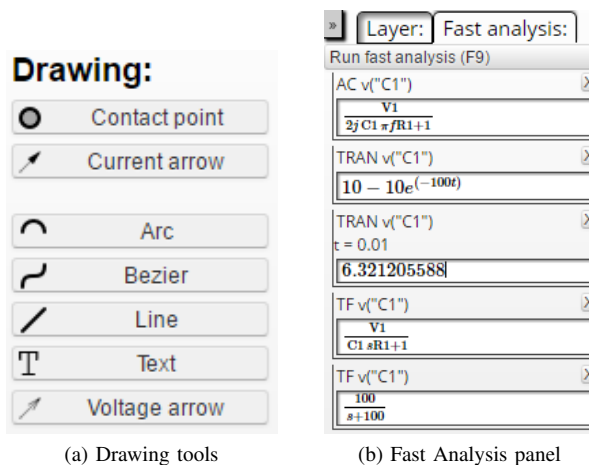 Drawing:
Contact point
Current arrow
Arc
Bezier
Line
T Text
Voltage arrow
(a) Drawing tools
» Layer: Fast analysis:
Run fast analysis (F9)
AC v("C1") X
V1
2j C1 πfR1+1
TRAN v("C1") X
10 − 10e^(−100t)
TRAN v("C1") X
t = 0.01
6.321205588
TF v("C1") X
V1
C1 sR1+1
TF v("C1") X
100
s+100
(b) Fast Analysis panel